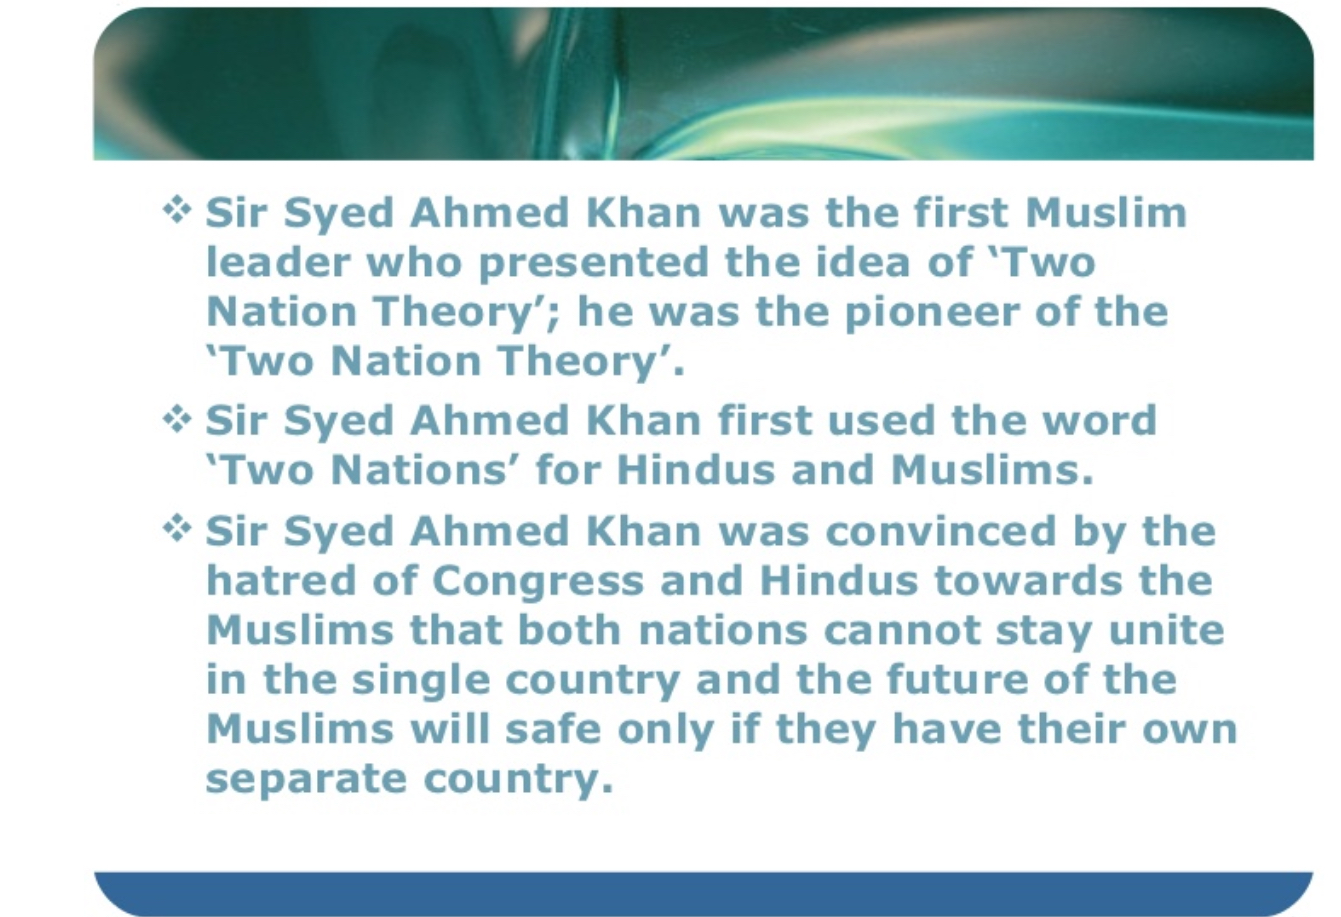 ❖ Sir Syed Ahmed Khan was the first Muslim
leader who presented the idea of ‘Two
Nation Theory’; he was the pioneer of the
‘Two Nation Theory’.
❖ Sir Syed Ahmed Khan first used the word
‘Two Nations’ for Hindus and Muslims.
❖ Sir Syed Ahmed Khan was convinced by the
hatred of Congress and Hindus towards the
Muslims that both nations cannot stay unite
in the single country and the future of the
Muslims will safe only if they have their own
separate country.